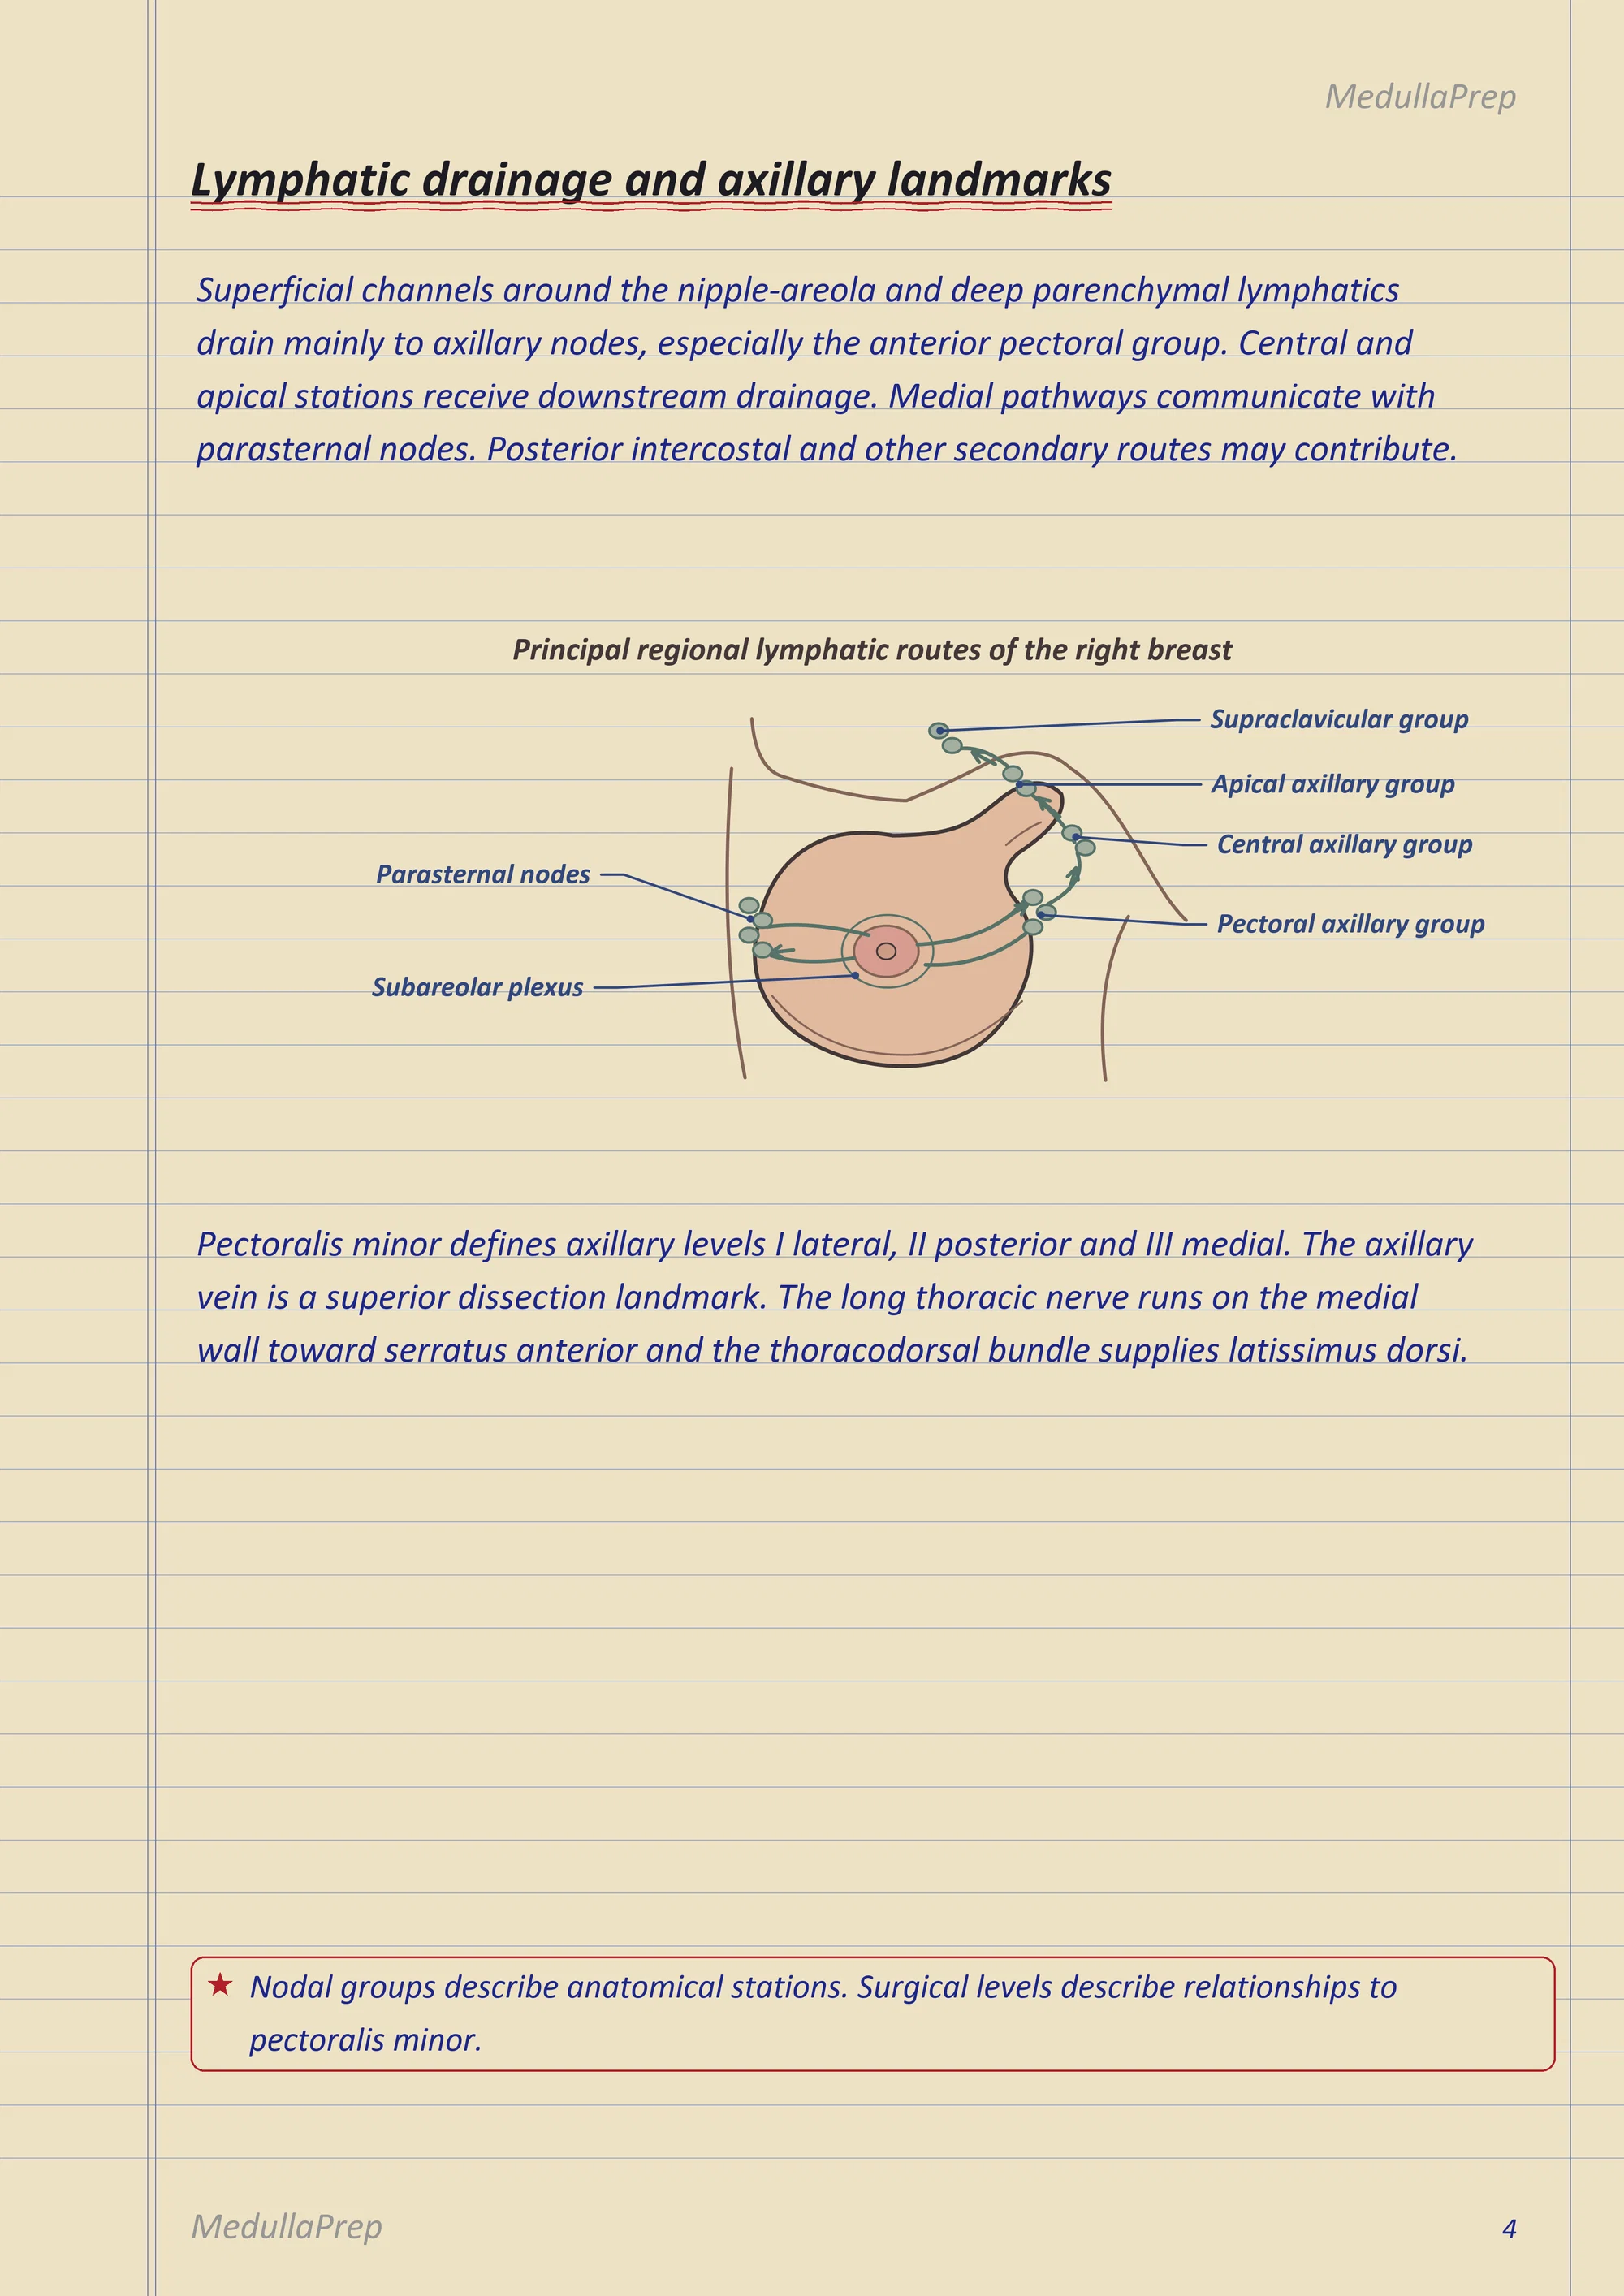 MedullaPrep
Lymphatic drainage and axillary landmarks
Superficial channels around the nipple-areola and deep parenchymal lymphatics
drain mainly to axillary nodes, especially the anterior pectoral group. Central and
apical stations receive downstream drainage. Medial pathways communicate with
parasternal nodes. Posterior intercostal and other secondary routes may contribute.
Principal regional lymphatic routes of the right breast
Supraclavicular group
Apical axillary group
Central axillary group
Parasternal nodes
Pectoral axillary group
Subareolar plexus
Pectoralis minor defines axillary levels I lateral, II posterior and III medial. The axillary
vein is a superior dissection landmark. The long thoracic nerve runs on the medial
wall toward serratus anterior and the thoracodorsal bundle supplies latissimus dorsi.
★ Nodal groups describe anatomical stations. Surgical levels describe relationships to
pectoralis minor.
MedullaPrep
4